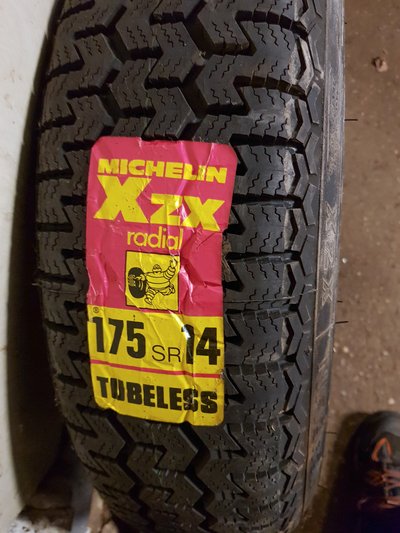 MICHELIN
XZX
radial
®
175 SR 14
TUBELESS